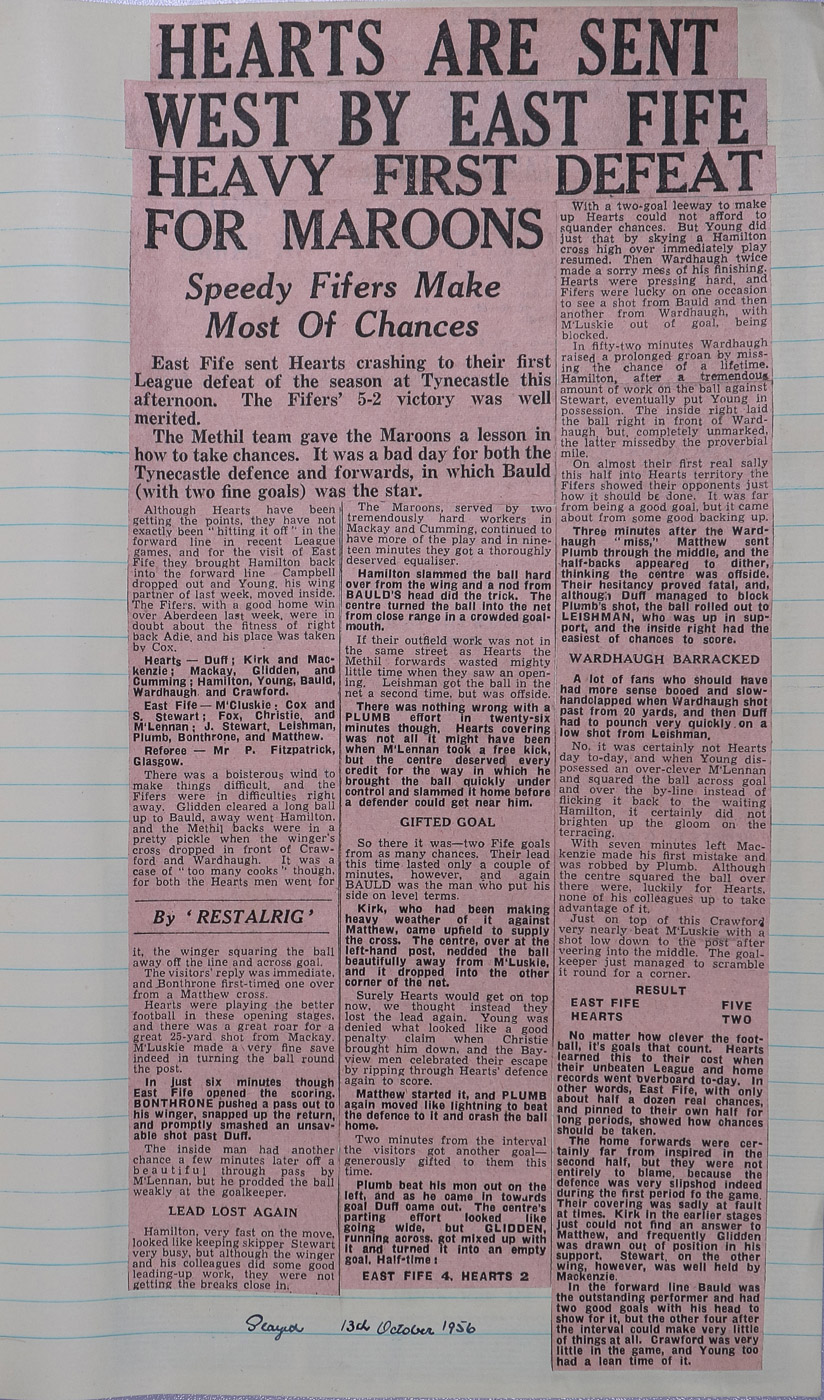 HEARTS ARE SENT
WEST BY EAST FIFE
HEAVY FIRST DEFEAT
FOR MAROONS
Speedy Fifers Make
Most Of Chances
East Fife sent Hearts crashing to their first
League defeat of the season at Tynecastle this
afternoon. The Fifers' 5-2 victory was well
merited.
The Methil team gave the Maroons a lesson in
how to take chances. It was a bad day for both the
Tynecastle defence and forwards, in which Bauld
(with two fine goals) was the star.
Although Hearts have been
getting the points, they have not
exactly been "hitting it off" in the
forward line in recent League
games, and for the visit of East
Fife they brought Hamilton back
into the forward line Campbell
dropped out and Young, his wing
partner of last week, moved inside.
The Fifers, with a good home win
over Aberdeen last week, were in
doubt about the fitness of right
back Adie, and his place was taken
by Cox.
Hearts — Duff; Kirk and Mac-
kenzie; Mackay, Glidden, and
Cumming; Hamilton, Young, Bauld,
Wardhaugh and Crawford.
East Fife — M'Cluskie; Cox and
S. Stewart; Fox, Christie, and
M'Lennan; J. Stewart, Leishman,
Plumb, Bonthrone, and Matthew.
Referee — Mr P. Fitzpatrick,
Glasgow.
There was a boisterous wind to
make things difficult, and the
Fifers were in difficulties right
away. Glidden cleared a long ball
up to Bauld, away went Hamilton,
and the Methil backs were in a
pretty pickle when the winger's
cross dropped in front of Craw-
ford and Wardhaugh. It was a
case of "too many cooks" though,
for both the Hearts men went for
By 'RESTALRIG'
it, the winger squaring the ball
away off the line and across goal.
The visitors' reply was immediate,
and Bonthrone first-timed one over
from a Matthew cross.
Hearts were playing the better
football in these opening stages,
and there was a great roar for a
great 25-yard shot from Mackay.
M'Luskie made a very fine save
indeed in turning the ball round
the post.
In just six minutes though
East Fife opened the scoring.
BONTHRONE pushed a pass out to
his winger, snapped up the return,
and promptly smashed an unsav-
able shot past Duff.
The inside man had another
chance a few minutes later off a
beautiful through pass by
M'Lennan, but he prodded the ball
weakly at the goalkeeper.
LEAD LOST AGAIN
Hamilton, very fast on the move,
looked like keeping skipper Stewart
very busy, but although the winger
and his colleagues did some good
leading-up work, they were not
getting the breaks close in.
The Maroons, served by two
tremendously hard workers in
Mackay and Cumming, continued to
have more of the play and in nine-
teen minutes they got a thoroughly
deserved equaliser.
Hamilton slammed the ball hard
over from the wing and a nod from
BAULD'S head did the trick. The
centre turned the ball into the net
from close range in a crowded goal-
mouth.
If their outfield work was not in
the same street as Hearts the
Methil forwards wasted mighty
little time when they saw an open-
ing. Leishman got the ball in the
net a second time, but was offside.
There was nothing wrong with a
PLUMB effort in twenty-six
minutes though. Hearts covering
was not all it might have been
when M'Lennan took a free kick,
but the centre deserved every
credit for the way in which he
brought the ball quickly under
control and slammed it home before
a defender could get near him.
GIFTED GOAL
So there it was—two Fife goals
from as many chances. Their lead
this time lasted only a couple of
minutes, however, and again
BAULD was the man who put his
side on level terms.
Kirk, who had been making
heavy weather of it against
Matthew, came upfield to supply
the cross. The centre, over at the
left-hand post, nedded the ball
beautifully away from M'Luskie,
and it dropped into the other
corner of the net.
Surely Hearts would get on top
now, we thought instead they
lost the lead again. Young was
denied what looked like a good
penalty claim when Christie
brought him down, and the Bay-
view men celebrated their escape
by ripping through Hearts' defence
again to score.
Matthew started it, and PLUMB
again moved like lightning to beat
the defence to it and crash the ball
home.
Two minutes from the interval
the visitors got another goal—
generously gifted to them this
time.
Plumb beat his mon out on the
left, and as he came in towards
goal Duff came out. The centre's
parting effort looked like
going wide, but GLIDDEN,
running across, got mixed up with
it and turned it into an empty
goal. Half-time:
EAST FIFE 4, HEARTS 2
With a two-goal leeway to make
up Hearts could not afford to
squander chances. But Young did
just that by skying a Hamilton
cross high over immediately play
resumed. Then Wardhaugh twice
made a sorry mess of his finishing.
Hearts were pressing hard, and
Fifers were lucky on one occasion
to see a shot from Bauld and then
another from Wardhaugh, with
M'Luskie out of goal, being
blocked.
In fifty-two minutes Wardhaugh
raised a prolonged groan by miss-
ing the chance of a lifetime.
Hamilton, after a tremendous
amount of work on the ball against
Stewart, eventually put Young in
possession. The inside right laid
the ball right in front of Ward-
haugh but, completely unmarked,
the latter missedby the proverbial
mile.
On almost their first real sally
this half into Hearts territory the
Fifers showed their opponents just
how it should be done. It was far
from being a good goal, but it came
about from some good backing up.
Three minutes after the Ward-
haugh "miss," Matthew sent
Plumb through the middle, and the
half-backs appeared to dither,
thinking the centre was offside.
Their hesitancy proved fatal, and,
although Duff managed to block
Plumb's shot, the ball rolled out to
LEISHMAN, who was up in sup-
port, and the inside right had the
easiest of chances to score.
WARDHAUGH BARRACKED
A lot of fans who should have
had more sense booed and slow-
handclapped when Wardhaugh shot
past from 20 yards, and then Duff
had to pounch very quickly on a
low shot from Leishman.
No, it was certainly not Hearts
day to-day, and when Young dis-
possessed an over-clever M'Lennan
and squared the ball across goal
and over the by-line instead of
flicking it back to the waiting
Hamilton, it certainly did not
brighten up the gloom on the
terracing.
With seven minutes left Mac-
kenzie made his first mistake and
was robbed by Plumb. Although
the centre squared the ball over
there were, luckily for Hearts,
none of his colleagues up to take
advantage of it.
Just on top of this Crawford
very nearly beat M'Luskie with a
shot low down to the post after
veering into the middle. The goal-
keeper just managed to scramble
it round for a corner.
RESULT
EAST FIFE FIVE
HEARTS TWO
No matter how clever the foot-
ball, it's goals that count. Hearts
learned this to their cost when
their unbeaten League and home
records went overboard to-day. In
other words, East Fife, with only
about half a dozen real chances,
and pinned to their own half for
long periods, showed how chances
should be taken.
The home forwards were cer-
tainly far from inspired in the
second half, but they were not
entirely to blame, because the
defence was very slipshod indeed
during the first period fo the game.
Their covering was sadly at fault
at times. Kirk in the earlier stages
just could not find an answer to
Matthew, and frequently Glidden
was drawn out of position in his
support. Stewart, on the other
wing, however, was well held by
Mackenzie.
In the forward line Bauld was
the outstanding performer and had
two good goals with his head to
show for it, but the other four after
the interval could make very little
of things at all. Crawford was very
little in the game, and Young too
had a lean time of it.
Played 13th October 1956